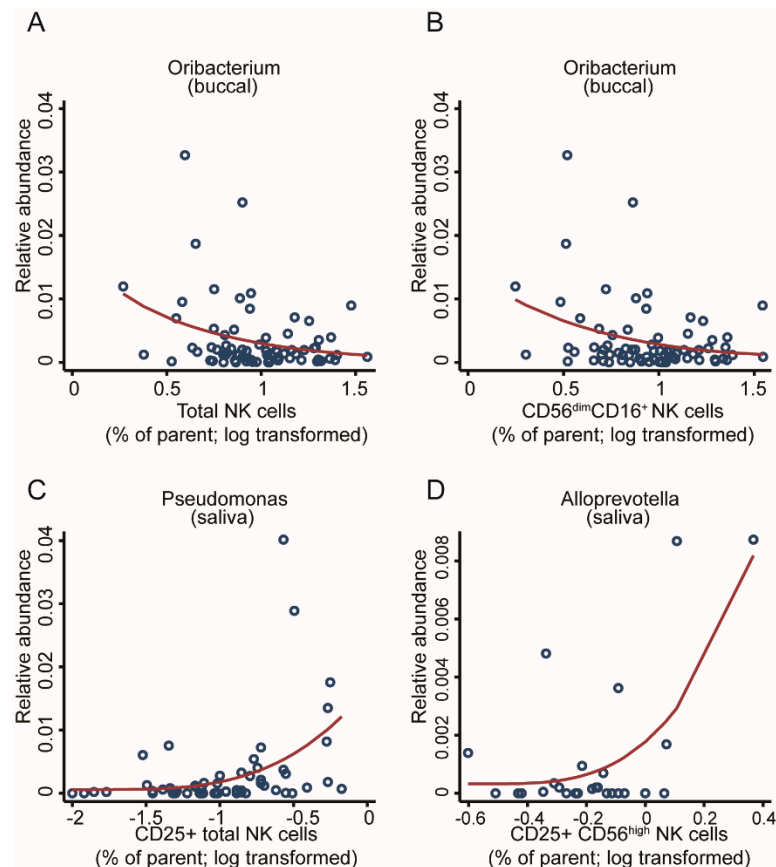 A
Oribacterium
(buccal)
Relative abundance
0.04
0.03
0.02
0.01
0
0
0.5
1
1.5
Total NK cells
(% of parent; log transformed)
B
Oribacterium
(buccal)
Relative abundance
0.04
0.03
0.02
0.01
0
0
0.5
1
1.5
CD56dimCD16+ NK cells
(% of parent; log transformed)
C
Pseudomonas
(saliva)
Relative abundance
0.04
0.03
0.02
0.01
0
-2
-1.5
-1
-0.5
0
CD25+ total NK cells
(% of parent; log transformed)
D
Alloprevotella
(saliva)
Relative abundance
0.008
0.006
0.004
0.002
0
-0.6
-0.4
-0.2
0
0.2
0.4
CD25+ CD56high NK cells
(% of parent; log transformed)